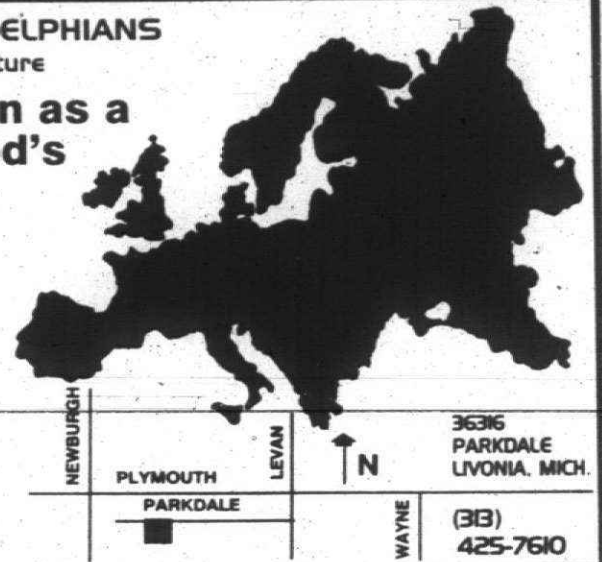 ELPHIANS
ture
n as a
d's
NEWBURGH
PLYMOUTH
LEVAN
N
36316
PARKDALE
LIVONIA, MICH.
PARKDALE
WAYNE
(313)
425-7610